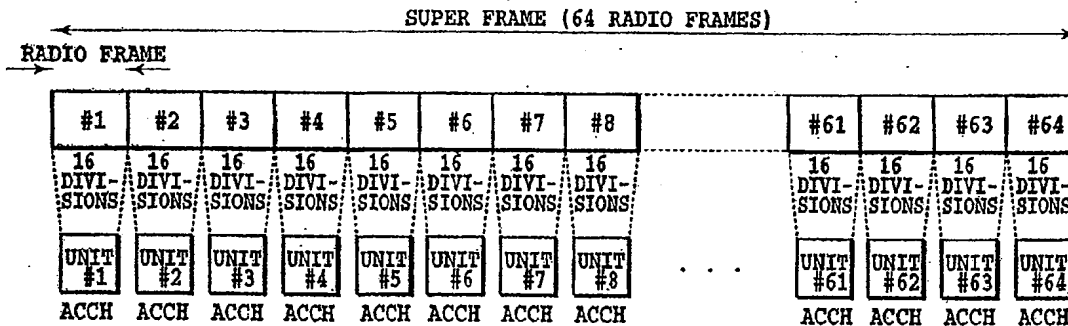 SUPER FRAME (64 RADIO FRAMES)
RADIO FRAME
#1 #2 #3 #4 #5 #6 #7 #8 #61 #62 #63 #64
16 16 16 16 16 16 16 16 16 16 16 16
DIVI- DIVI- DIVI- DIVI- DIVI- DIVI- DIVI- DIVI- DIVI- DIVI- DIVI- DIVI-
SIONS SIONS SIONS SIONS SIONS SIONS SIONS SIONS SIONS SIONS SIONS SIONS
UNIT UNIT UNIT UNIT UNIT UNIT UNIT UNIT UNIT UNIT UNIT UNIT
#1 #2 #3 #4 #5 #6 #7 #8 . . . #61 #62 #63 #64
ACCH ACCH ACCH ACCH ACCH ACCH ACCH ACCH ACCH ACCH ACCH ACCH